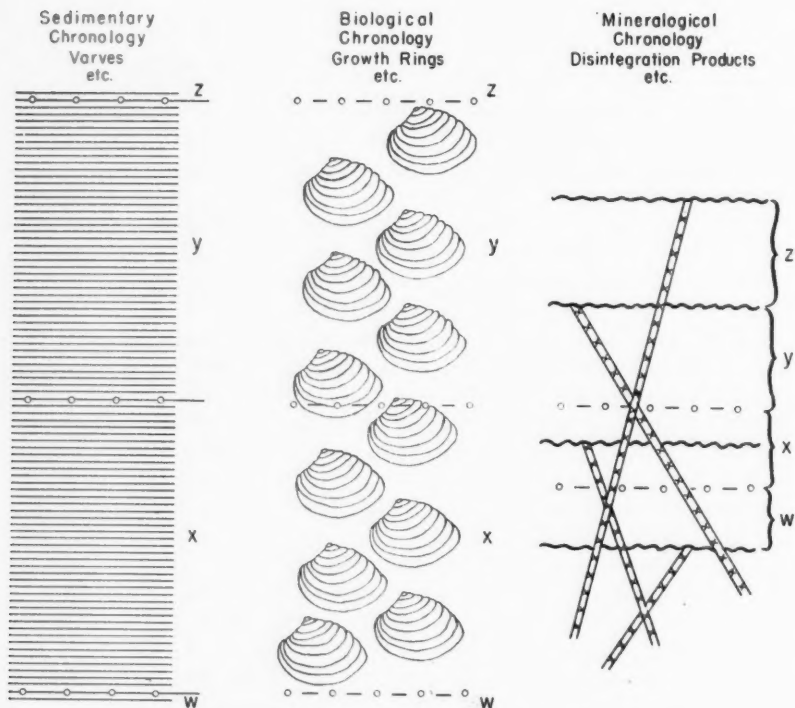 Sedimentary
Chronology
Varves
etc.
Biological
Chronology
Growth Rings
etc.
Mineralogical
Chronology
Disintegration Products
etc.
z
y
x
w
z
y
x
w
z
y
x
w